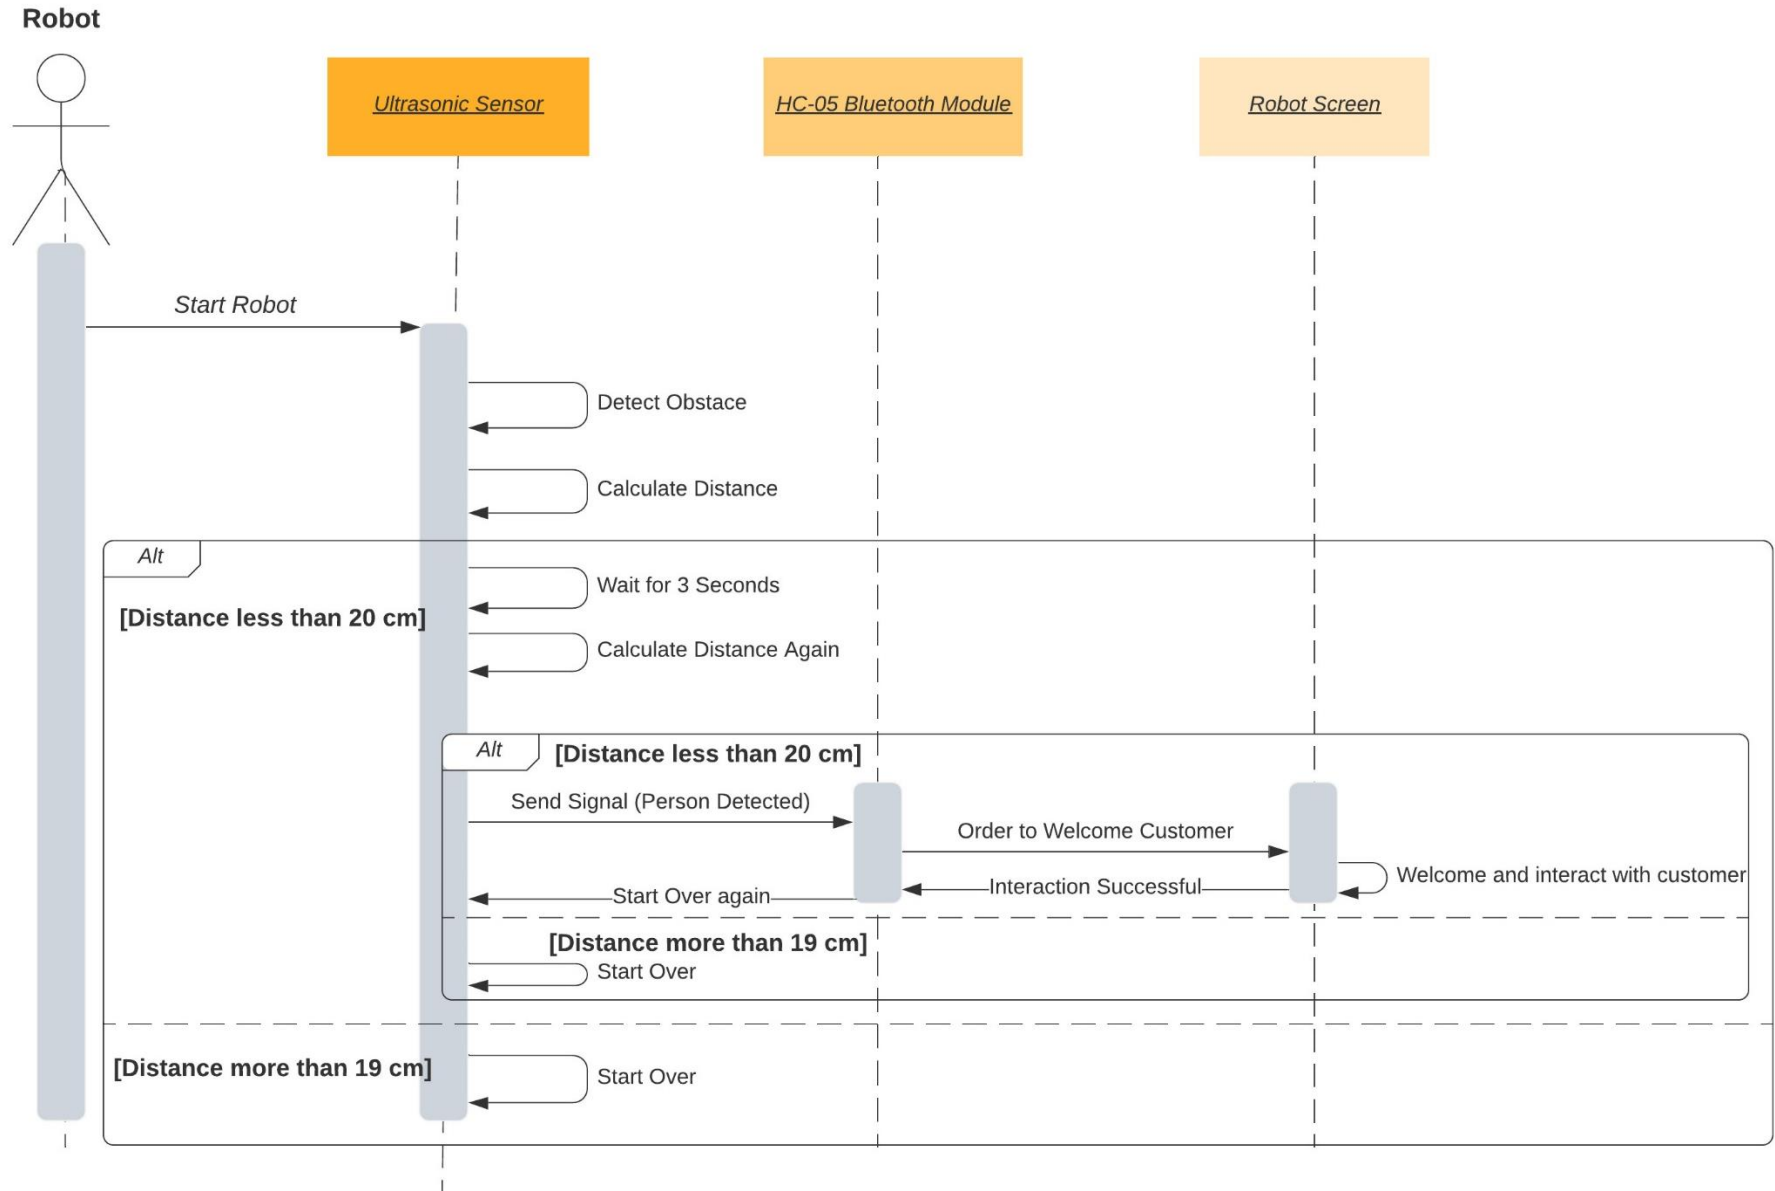 Robot
Ultrasonic Sensor
HC-05 Bluetooth Module
Robot Screen
Start Robot
Detect Obstace
Calculate Distance
Alt
Wait for 3 Seconds
[Distance less than 20 cm]
Calculate Distance Again
Alt
[Distance less than 20 cm]
Send Signal (Person Detected)
Order to Welcome Customer
Welcome and interact with customer
Interaction Successful
Start Over again
[Distance more than 19 cm]
Start Over
[Distance more than 19 cm]
Start Over